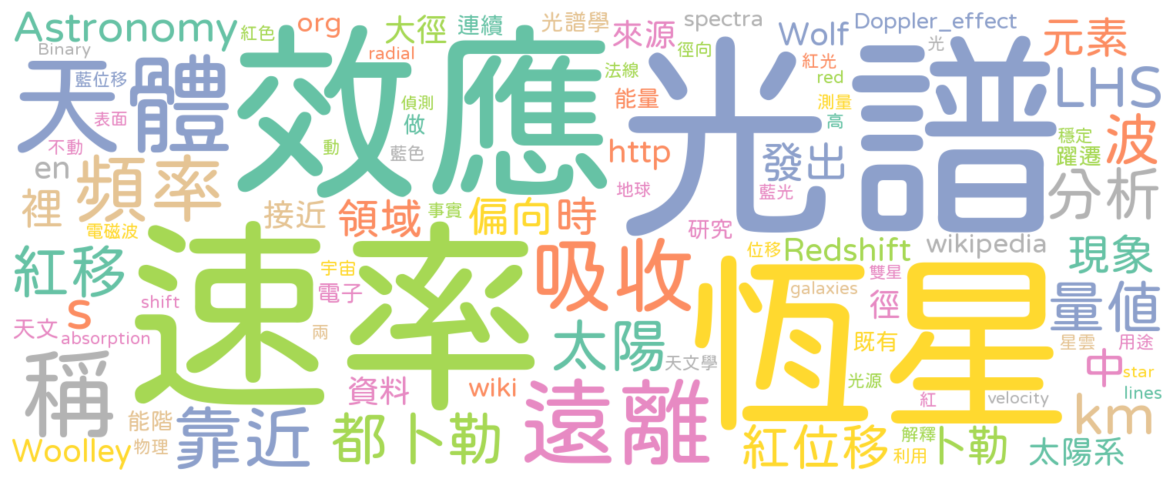 Astronomy
紅色
org
大徑
連續
光譜學
來源
spectra
Wolf
Doppler_effect
光
元素
Binary
藍位移
radial
法線
徑向
紅光
red
天體
效應
光譜
LHS
表面
偵測
能量
測量
不動
動
做
藍色
高
穩定
躍遷
波
en
頻率
http
發出
分析
地球
藍光
裡
接近
領域
事實
偏向
時
研究
電磁波
速率
吸收
位移
Redshift
wikipedia
現象
紅移
s
宇宙
電子
恆星
徑
雙星
galaxies
量值
shift
天文
absorption
兩
太陽
天文學
既有
星雲
用途
稱
資料
wiki
遠離
光源
紅
velocity
中
star
lines
km
Woolley
能階
物理
靠近
都卜勒
紅位移
解釋
利用
卜勒
太陽系